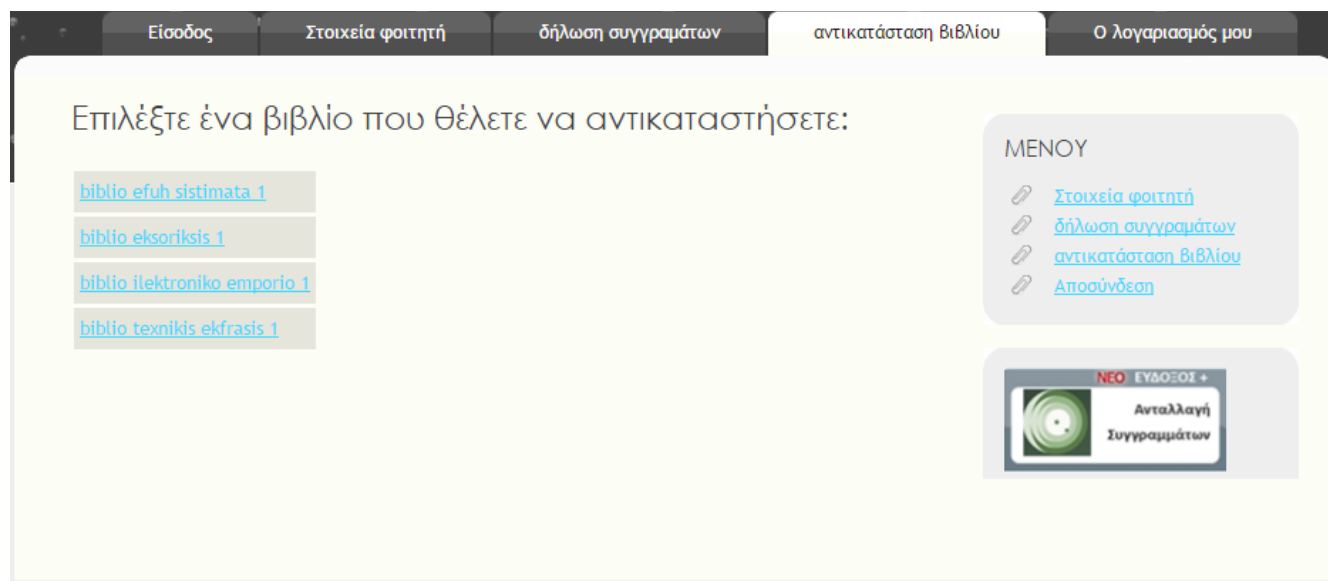 Είσοδος
Στοιχεία φοιτητή
δήλωση συγγραμάτων
αντικατάσταση βιβλίου
Ο λογαριασμός μου
Επιλέξτε ένα βιβλίο που θέλετε να αντικαταστήσετε:
biblio efuh sistimata 1
biblio eksoriksis 1
biblio ilektroniko emporio 1
biblio texnikis ekfrasis 1
ΜΕΝΟΥ
Στοιχεία φοιτητή
δήλωση συγγραμάτων
αντικατάσταση βιβλίου
Αποσύνδεση
ΝΕΟ ΕΥΔΟΞΟΣ +
Ανταλλαγή
Συγγραμμάτων